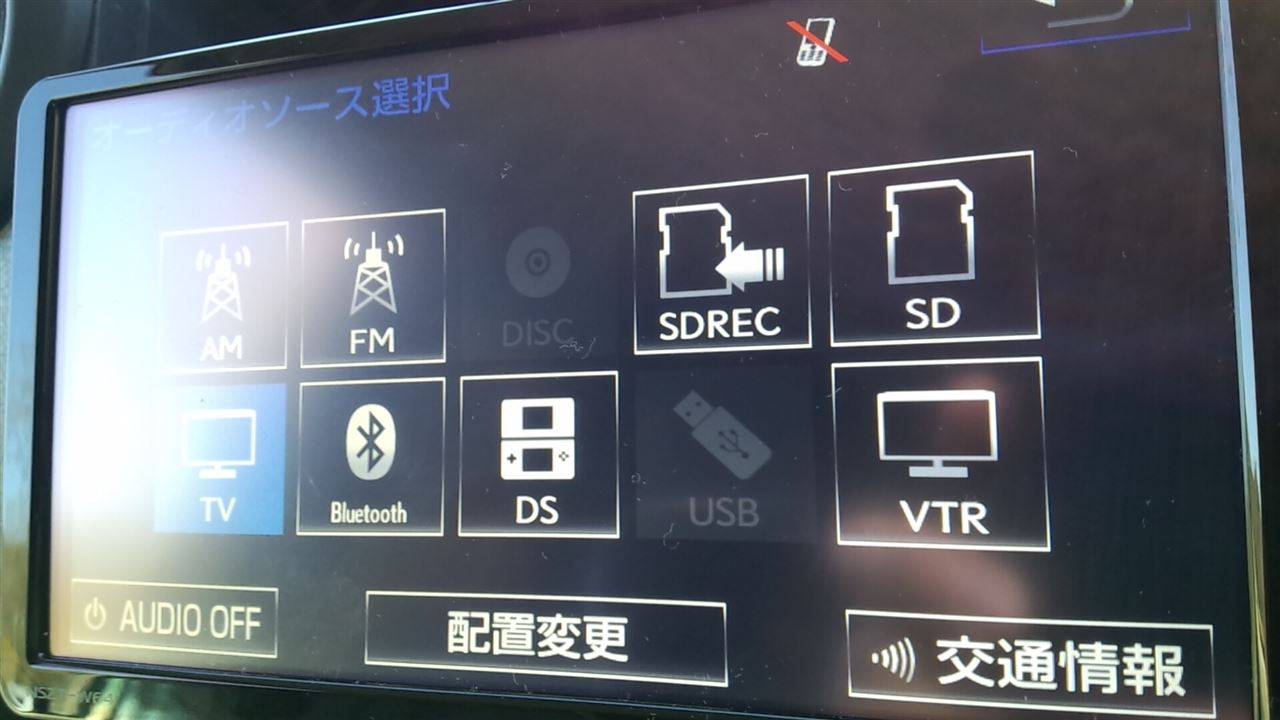 オーディオソース選択
AM
FM
DISC
SDREC
SD
TV
Bluetooth
DS
USB
VTR
AUDIO OFF
配置変更
交通情報